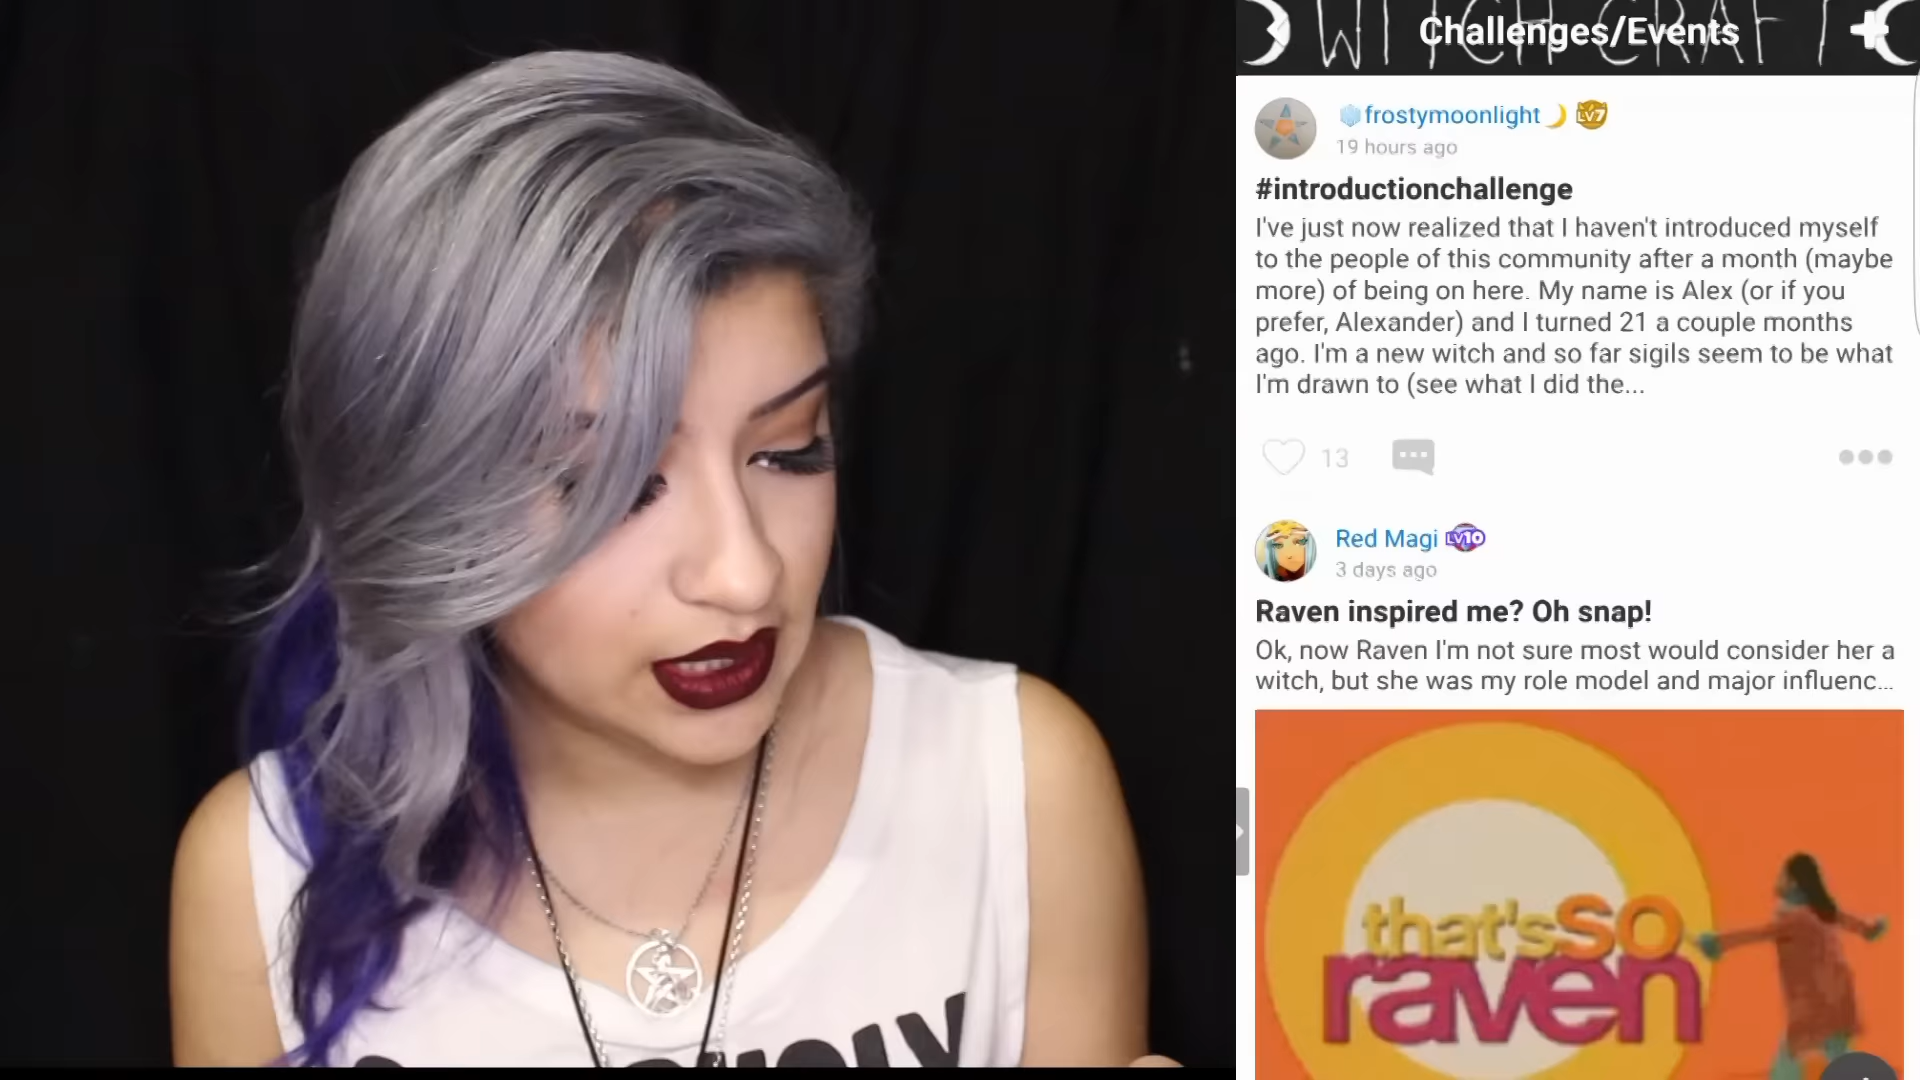 WITCHCRAFT
Challenges/Events
frostymoonlight LV7
19 hours ago
#introductionchallenge
I've just now realized that I haven't introduced myself
to the people of this community after a month (maybe
more) of being on here. My name is Alex (or if you
prefer, Alexander) and I turned 21 a couple months
ago. I'm a new witch and so far sigils seem to be what
I'm drawn to (see what I did the...
13
Red Magi LV10
3 days ago
Raven inspired me? Oh snap!
Ok, now Raven I'm not sure most would consider her a
witch, but she was my role model and major influenc...
that's so
raven